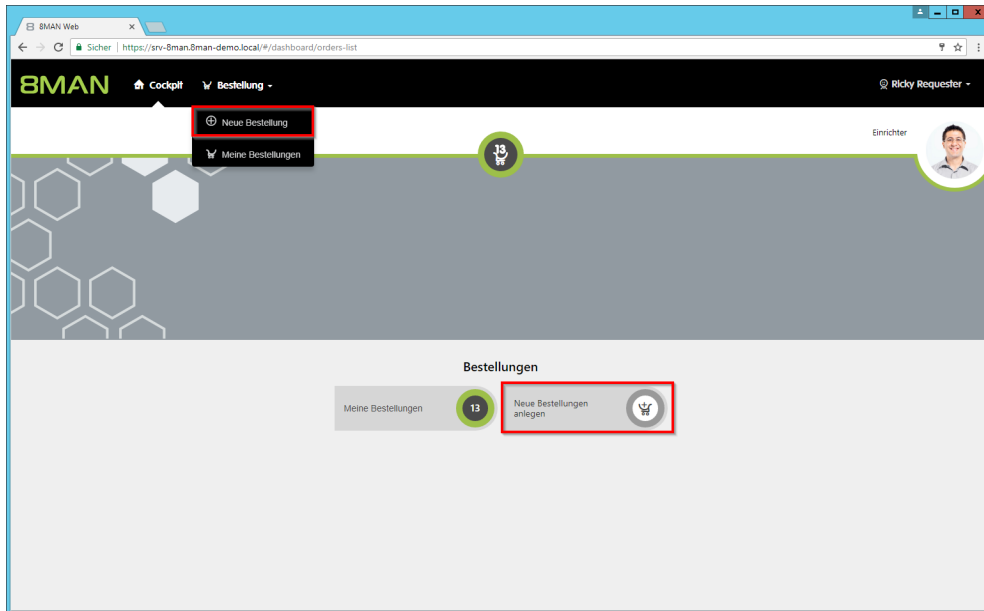 8MAN Web
Sicher | https://srv-8man.8man-demo.local/#/dashboard/orders-list
8MAN Cockpit Bestellung Ricky Requester
Neue Bestellung
Meine Bestellungen
Einrichter
13
Bestellungen
Meine Bestellungen
13
Neue Bestellungen
anlegen